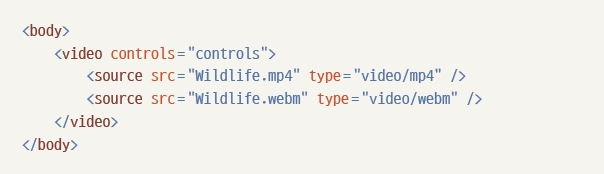 <body>
<video controls="controls">
<source src="Wildlife.mp4" type="video/mp4" />
<source src="Wildlife.webm" type="video/webm" />
</video>
</body>